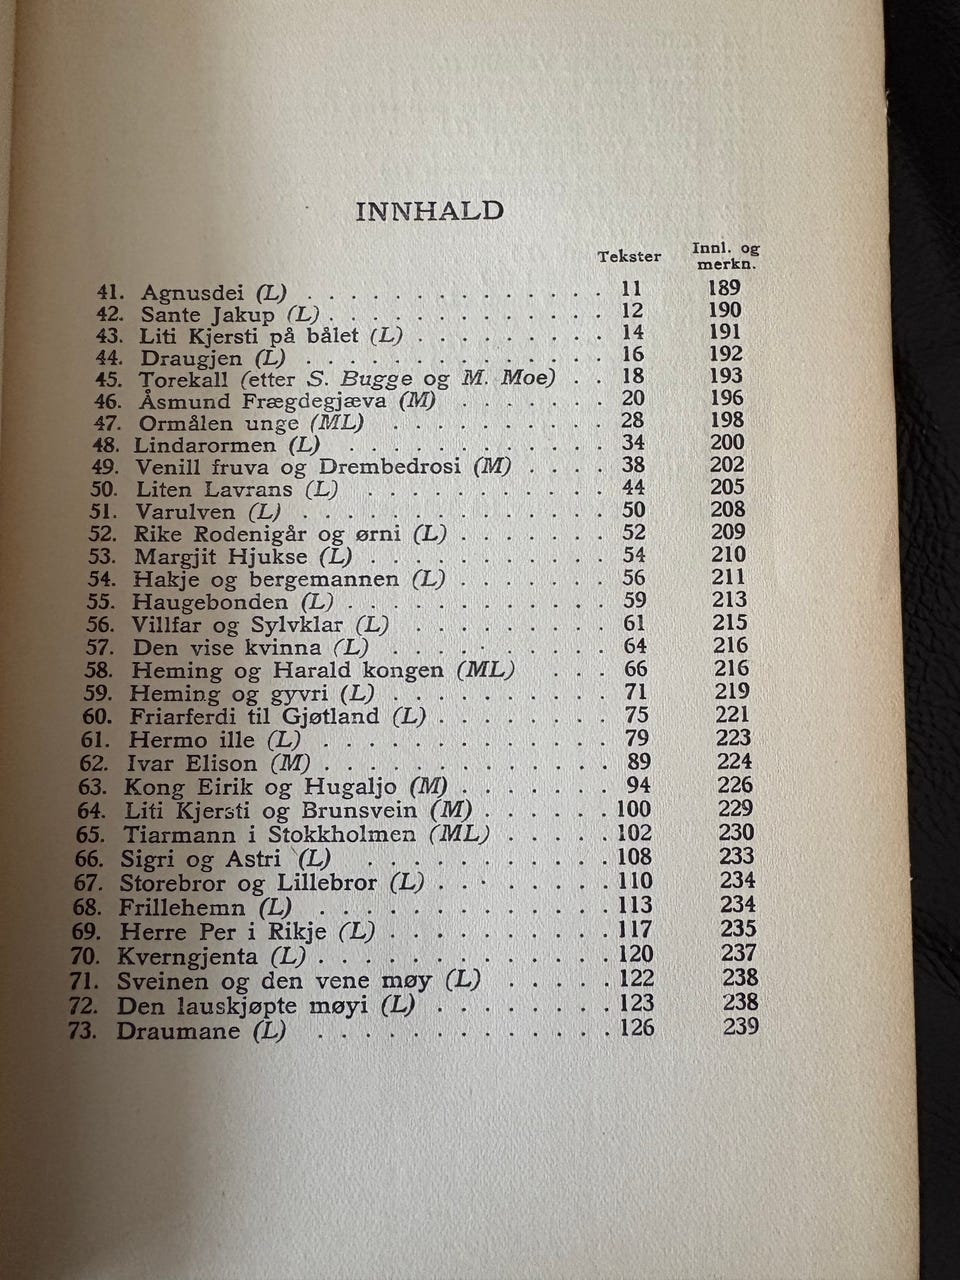 INNHALD
Tekster Innl. og merkn.
41. Agnusdei (L) . . . . . . . . . . . . . . 11 189
42. Sante Jakup (L) . . . . . . . . . . . . . 12 190
43. Liti Kjersti på bålet (L) . . . . . . . . . 14 191
44. Draugjen (L) . . . . . . . . . . . . . . 16 192
45. Torekall (etter S. Bugge og M. Moe) . . 18 193
46. Åsmund Frægdegjæva (M) . . . . . . . 20 196
47. Ormålen unge (ML) . . . . . . . . . . 28 198
48. Lindarormen (L) . . . . . . . . . . . 34 200
49. Venill fruva og Drembedrosi (M) . . . . 38 202
50. Liten Lavrans (L) . . . . . . . . . . . 44 205
51. Varulven (L) . . . . . . . . . . . . . . 50 208
52. Rike Rodenigår og ørni (L) . . . . . . . 52 209
53. Margjit Hjukse (L) . . . . . . . . . . . 54 210
54. Hakje og bergemannen (L) . . . . . . . 56 211
55. Haugebonden (L) . . . . . . . . . . . . 59 213
56. Villfar og Sylvklar (L) . . . . . . . . . 61 215
57. Den vise kvinna (L) . . . . . . . . . . 64 216
58. Heming og Harald kongen (ML) . . . 66 216
59. Heming og gyvri (L) . . . . . . . . . . 71 219
60. Friarferdi til Gjøtland (L) . . . . . . . . 75 221
61. Hermo ille (L) . . . . . . . . . . . . . 79 223
62. Ivar Elison (M) . . . . . . . . . . . . . 89 224
63. Kong Eirik og Hugaljo (M) . . . . . . . 94 226
64. Liti Kjersti og Brunsvein (M) . . . . . . 100 229
65. Tiarmann i Stokkholmen (ML) . . . . . 102 230
66. Sigri og Astri (L) . . . . . . . . . . . 108 233
67. Storebror og Lillebror (L) . . . . . . . . 110 234
68. Frillehemn (L) . . . . . . . . . . . . . 113 234
69. Herre Per i Rikje (L) . . . . . . . . . . 117 235
70. Kverngjenta (L) . . . . . . . . . . . . . 120 237
71. Sveinen og den vene møy (L) . . . . . 122 238
72. Den lauskjøpte møyi (L) . . . . . . . . 123 238
73. Draumane (L) . . . . . . . . . . . . . 126 239